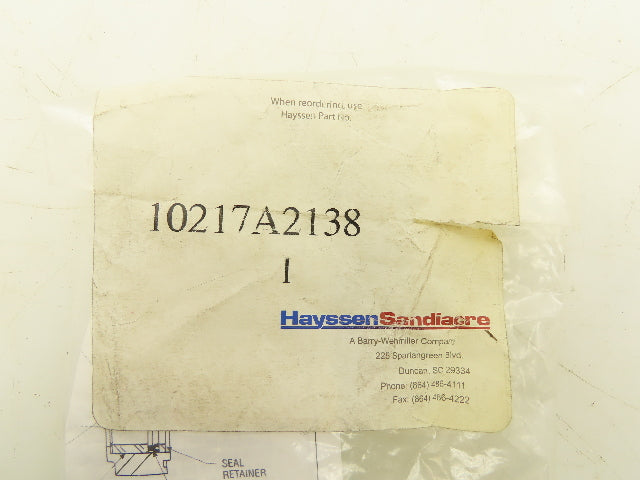 When reordering, use
Hayssen Part No.
10217A2138
1
HayssenSandiacre
A Barry-Wehmiller Company
225 Spartangreen Blvd.
Duncan, SC 29334
Phone: (864) 486-4111
Fax: (864) 486-4222
SEAL
RETAINER